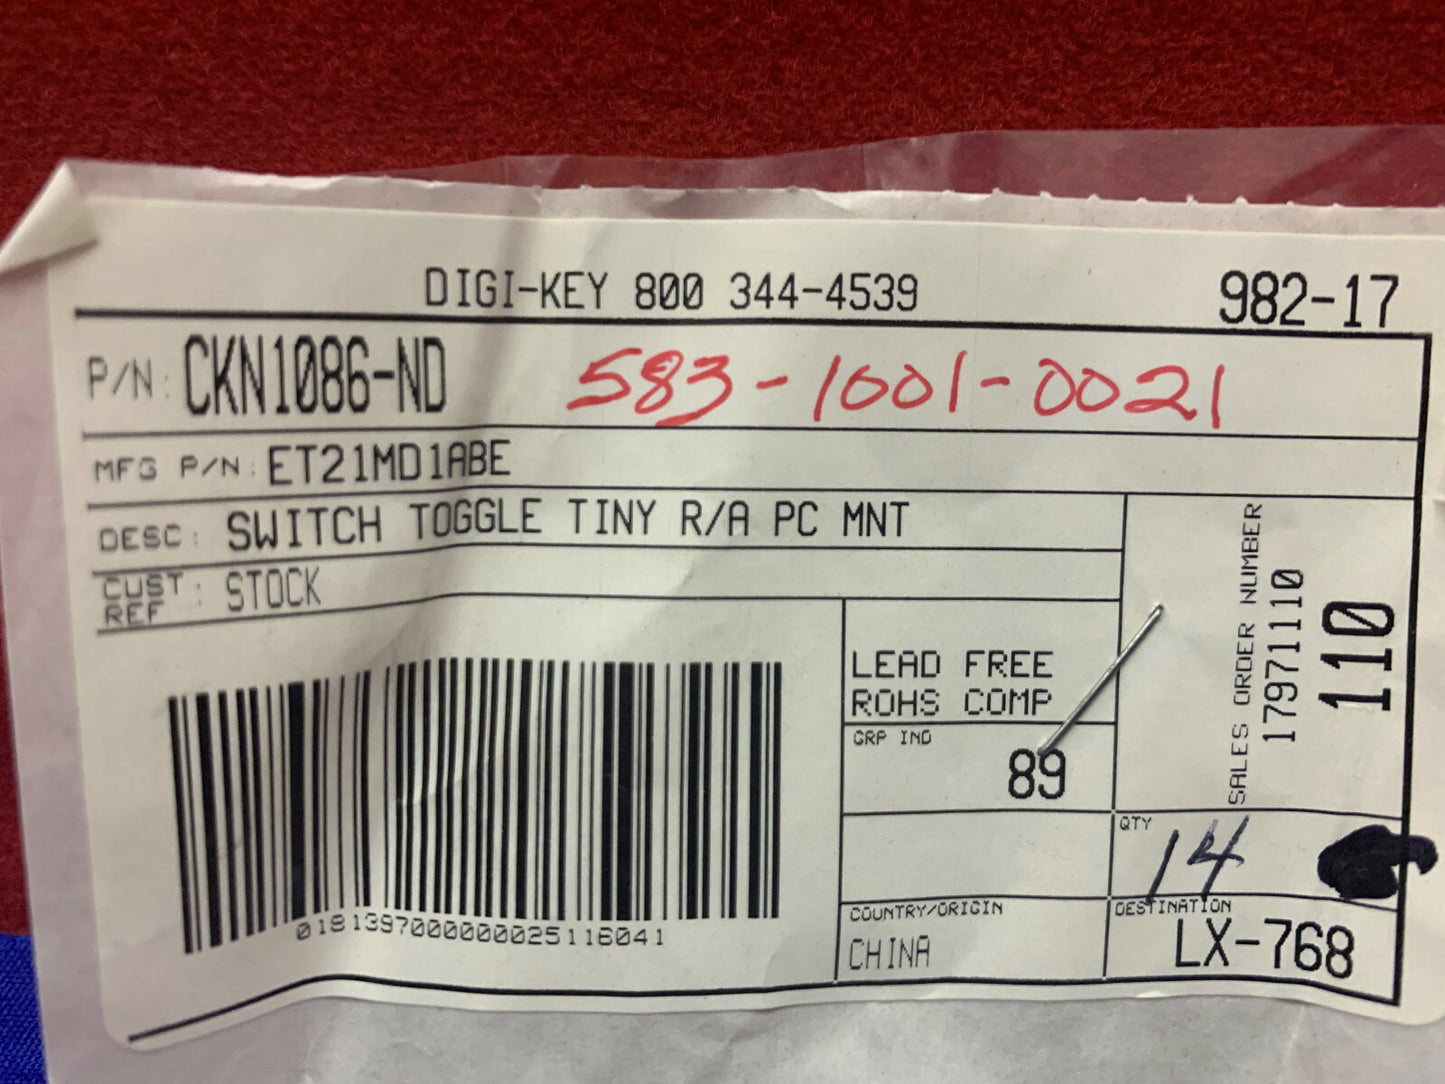 DIGI-KEY 800 344-4539
982-17
P/N: CKN1086-ND
583-1001-0021
MFG P/N: ET21MD1ABE
DESC: SWITCH TOGGLE TINY R/A PC MNT
CUST REF : STOCK
LEAD FREE
ROHS COMP
GRP IND
89
SALES ORDER NUMBER
17971110
110
QTY
14
COUNTRY/ORIGIN
CHINA
DESTINATION
LX-768
0181397000000025116041